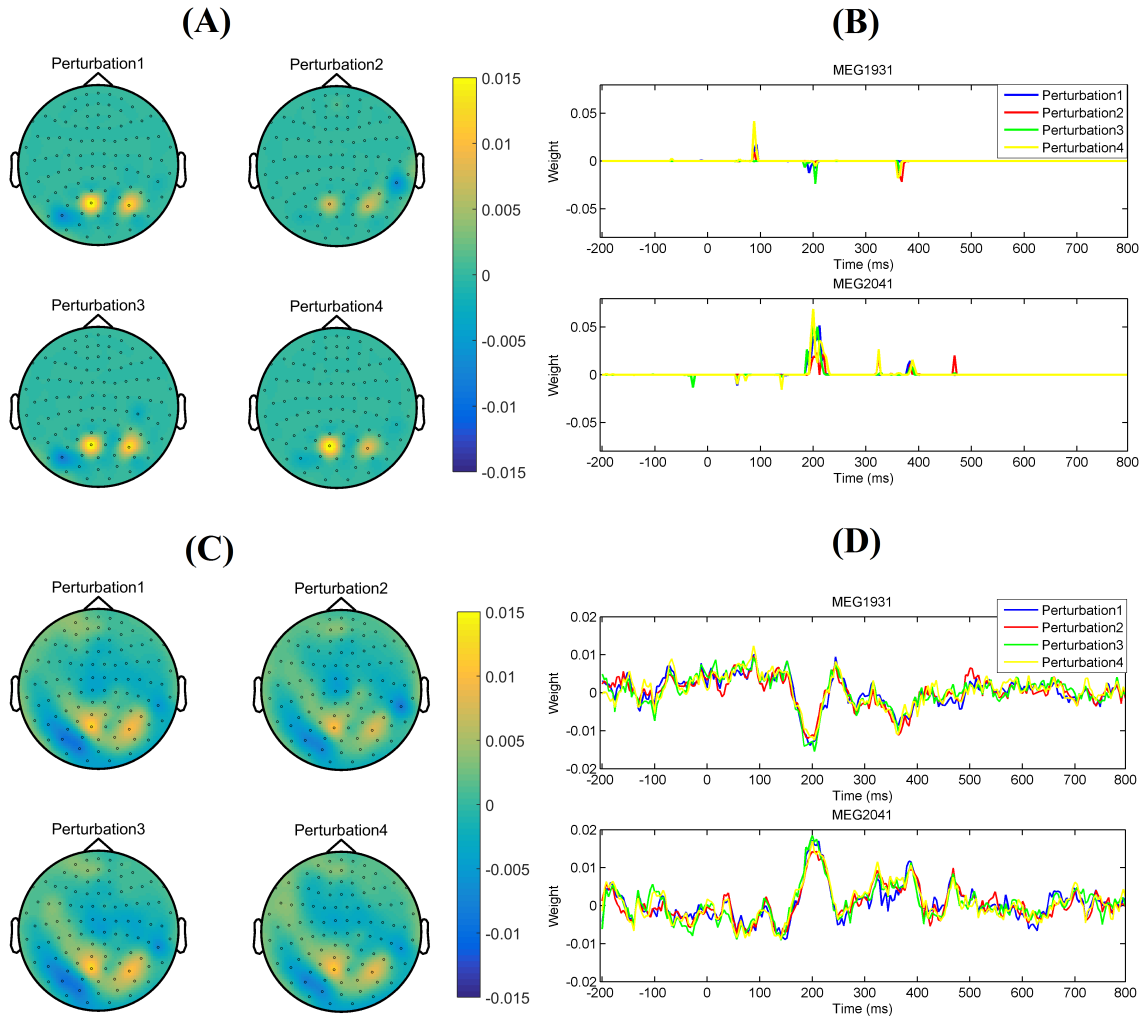 (A)
Perturbation1
Perturbation2
0.015
0.01
0.005
0
-0.005
-0.01
-0.015
Perturbation3
Perturbation4
(B)
MEG1931
Perturbation1
Perturbation2
Perturbation3
Perturbation4
0.05
0
-0.05
Weight
-200 -100 0 100 200 300 400 500 600 700 800
Time (ms)
MEG2041
0.05
0
-0.05
Weight
-200 -100 0 100 200 300 400 500 600 700 800
Time (ms)
(C)
Perturbation1
Perturbation2
0.015
0.01
0.005
0
-0.005
-0.01
-0.015
Perturbation3
Perturbation4
(D)
MEG1931
Perturbation1
Perturbation2
Perturbation3
Perturbation4
0.02
0.01
0
-0.01
-0.02
Weight
-200 -100 0 100 200 300 400 500 600 700 800
Time (ms)
MEG2041
0.02
0.01
0
-0.01
-0.02
Weight
-200 -100 0 100 200 300 400 500 600 700 800
Time (ms)